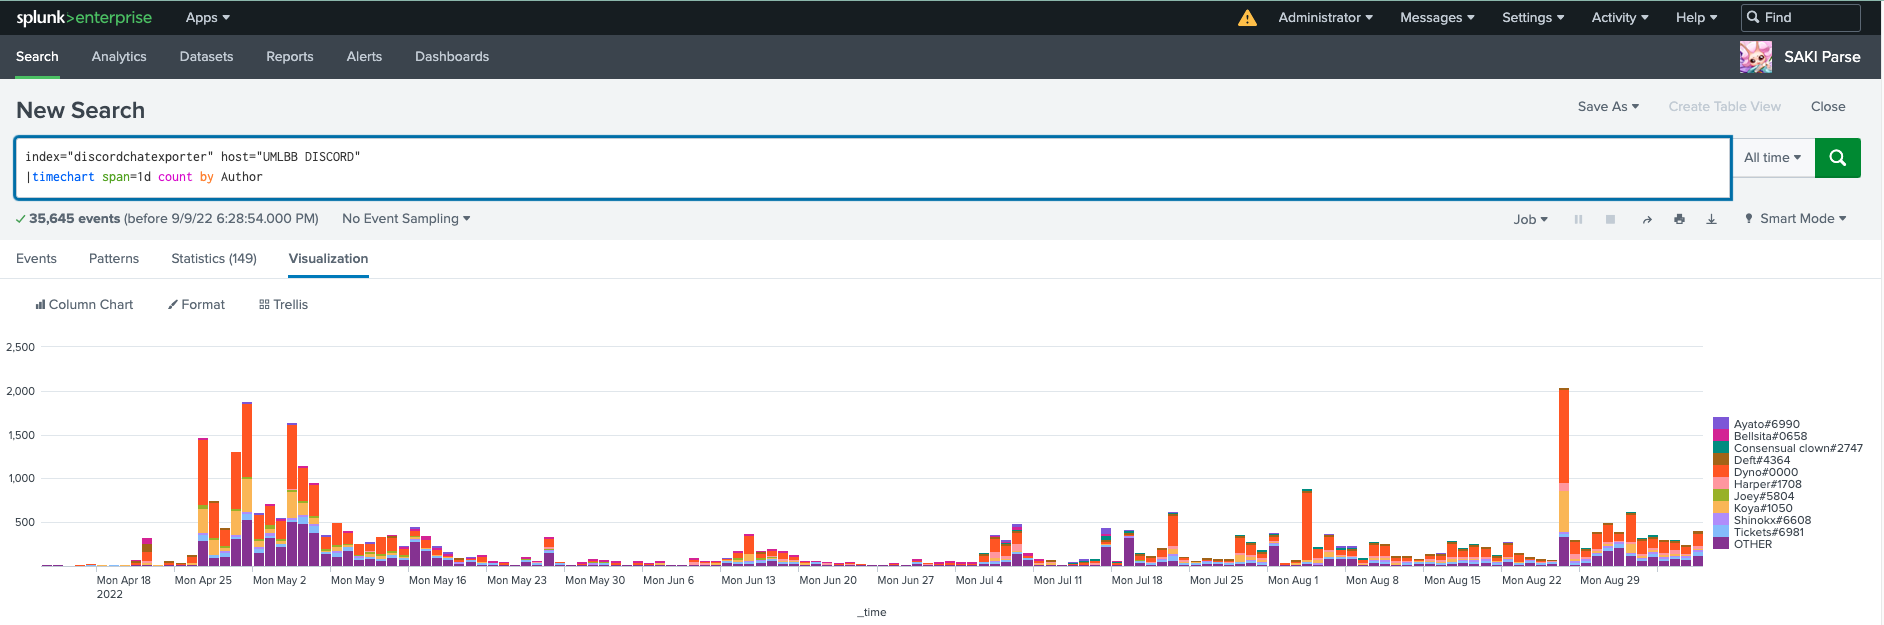 splunk>enterprise Apps Administrator Messages Settings Activity Help Find
Search Analytics Datasets Reports Alerts Dashboards SAKI Parse
New Search Save As Create Table View Close
index="discordchatexporter" host="UMLBB DISCORD"
|timechart span=1d count by Author
All time
35,645 events (before 9/9/22 6:28:54.000 PM) No Event Sampling Job Smart Mode
Events Patterns Statistics (149) Visualization
Column Chart Format Trellis
2,500
2,000
1,500
1,000
500
Mon Apr 18 Mon Apr 25 Mon May 2 Mon May 9 Mon May 16 Mon May 23 Mon May 30 Mon Jun 6 Mon Jun 13 Mon Jun 20 Mon Jun 27 Mon Jul 4 Mon Jul 11 Mon Jul 18 Mon Jul 25 Mon Aug 1 Mon Aug 8 Mon Aug 15 Mon Aug 22 Mon Aug 29
2022
_time
Ayato#6990
Bellsita#0658
Consensual clown#2747
Deft#4364
Dyno#0000
Harper#1708
Joey#5804
Koya#1050
Shinokx#6608
Tickets#6981
OTHER